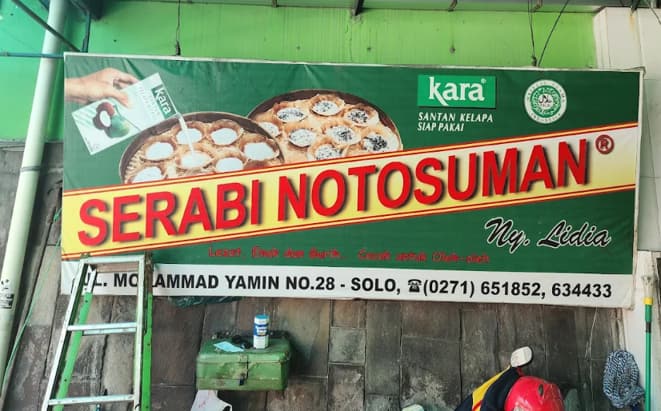 kara
kara®
SANTAN KELAPA
SIAP PAKAI
SERABI NOTOSUMAN®
Ny. Lidia
Lezat, Enak dan Gurih. Cocok untuk Oleh-oleh
JL. MOHAMMAD YAMIN NO.28 - SOLO, ☎(0271) 651852, 634433